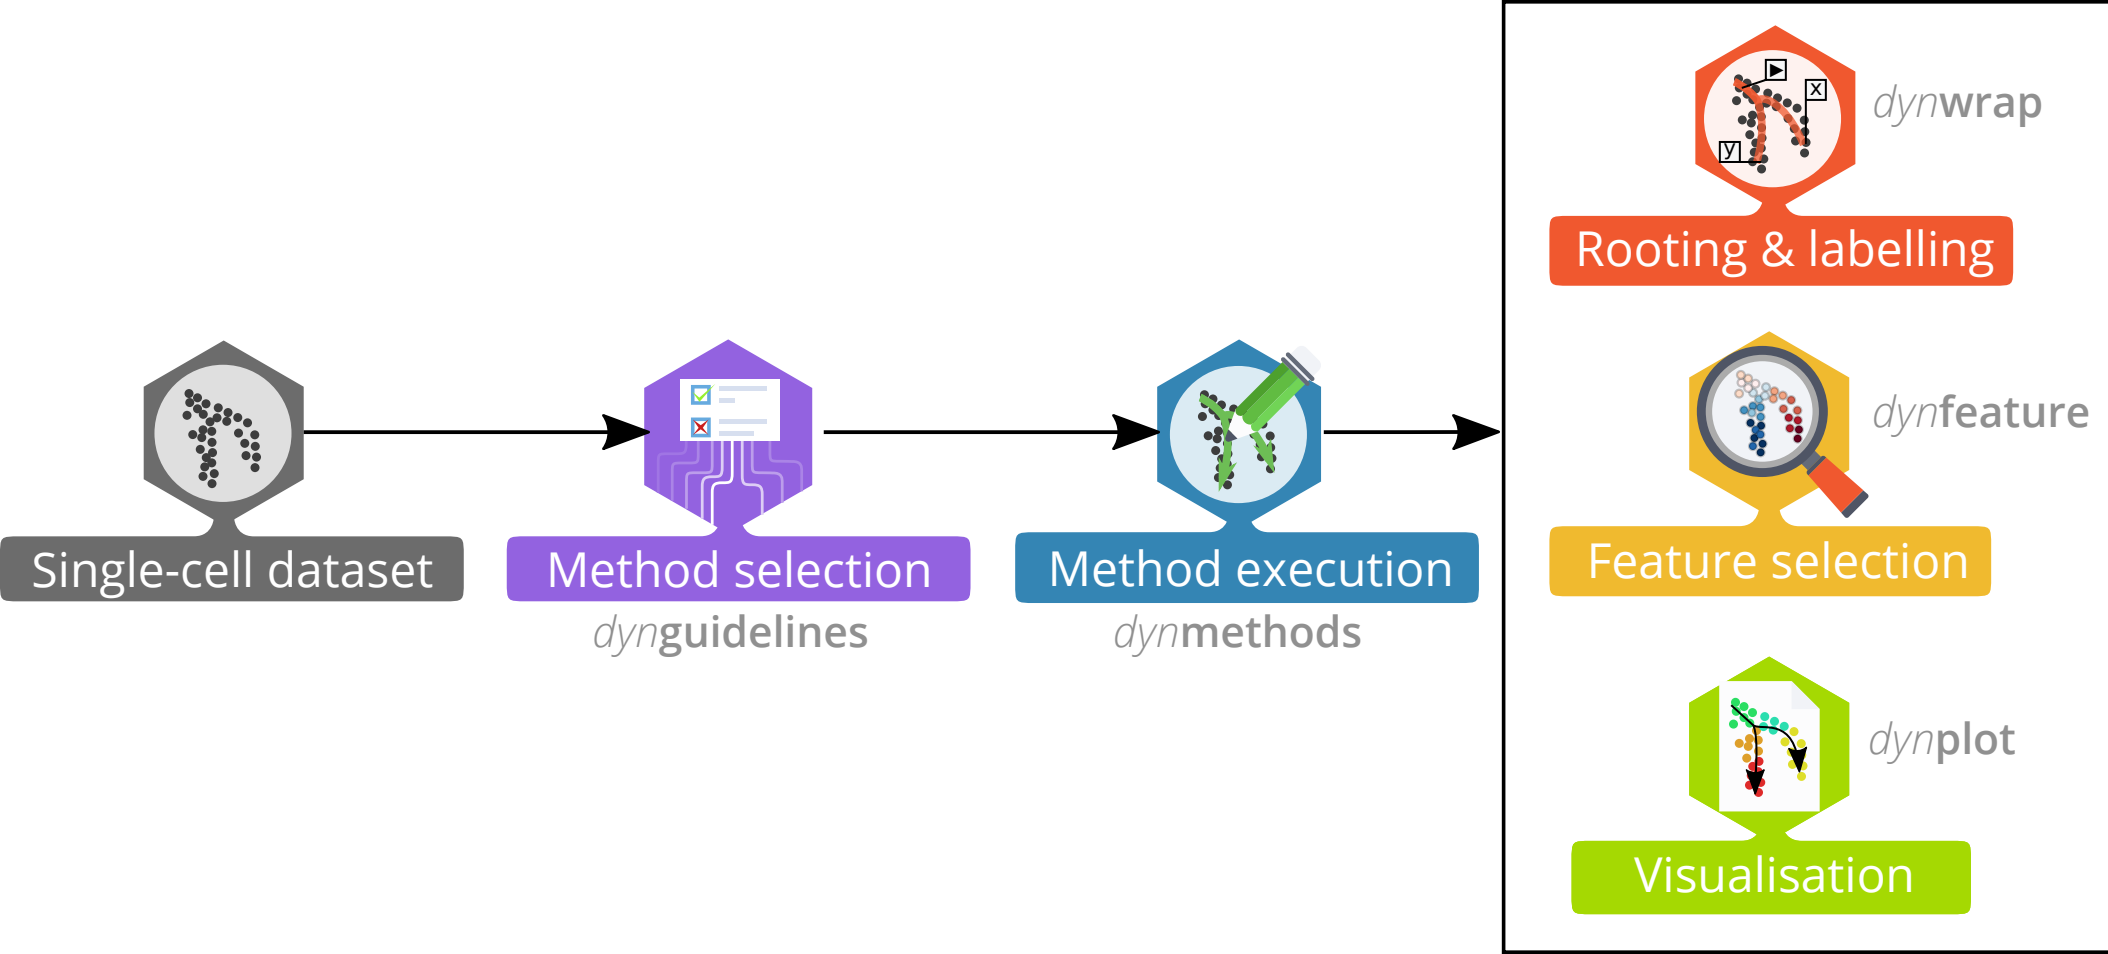 Single-cell dataset
Method selection
dynguidelines
Method execution
dynmethods
x
y
dynwrap
Rooting & labelling
dynfeature
Feature selection
dynplot
Visualisation